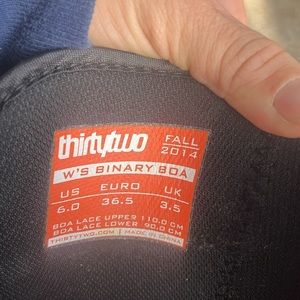 thirtytwo FALL 2014
W'S BINARY BOA
US EURO UK
6.0 36.5 3.5
BOA LACE UPPER 110.0 CM
BOA LACE LOWER 90.0 CM
THIRTYTWO.COM | MADE IN CHINA